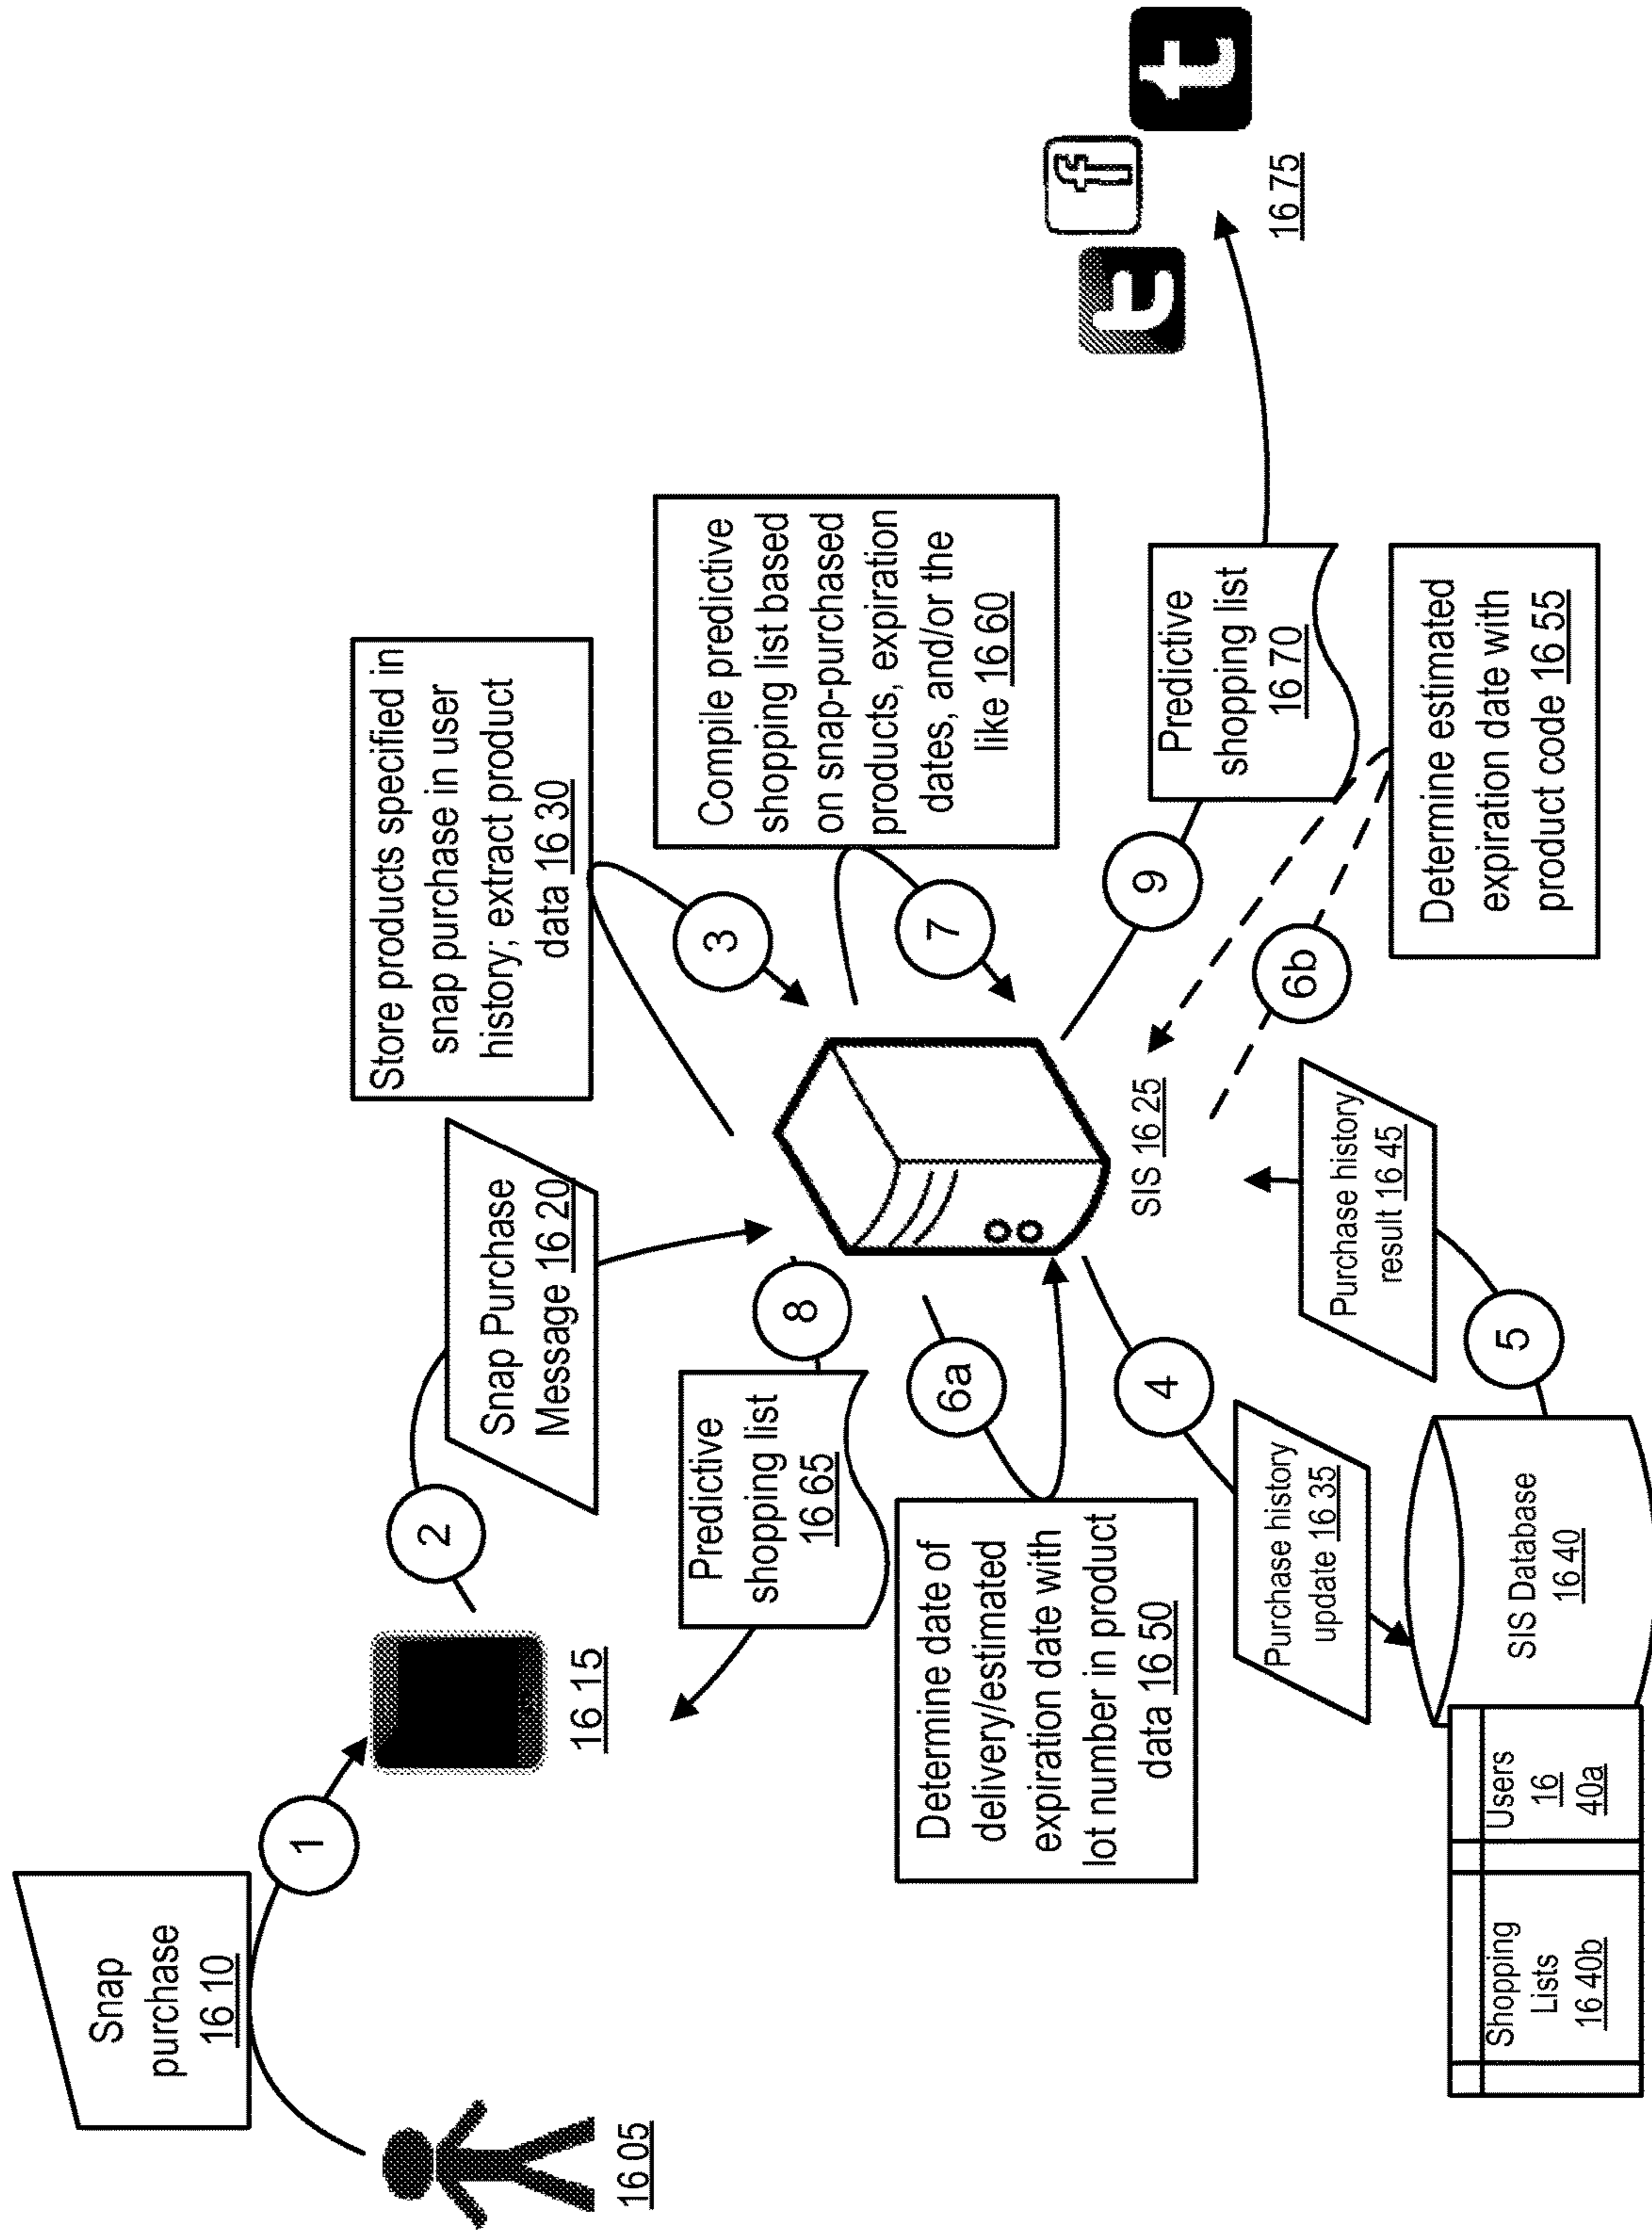 Snap
purchase
16 10
1
16 05
16 15
2
Snap Purchase
Message 16 20
Store products specified in
snap purchase in user
history; extract product
data 16 30
3
Compile predictive
shopping list based
on snap-purchased
products, expiration
dates, and/or the
like 16 60
7
8
Predictive
shopping list
16 65
6a
Determine date of
delivery/estimated
expiration date with
lot number in product
data 16 50
SIS 16 25
9
Predictive
shopping list
16 70
t
f
t
16 75
6b
Determine estimated
expiration date with
product code 16 55
4
Purchase history
update 16 35
5
Purchase history
result 16 45
SIS Database
16 40
Users
16
40a
Shopping
Lists
16 40b